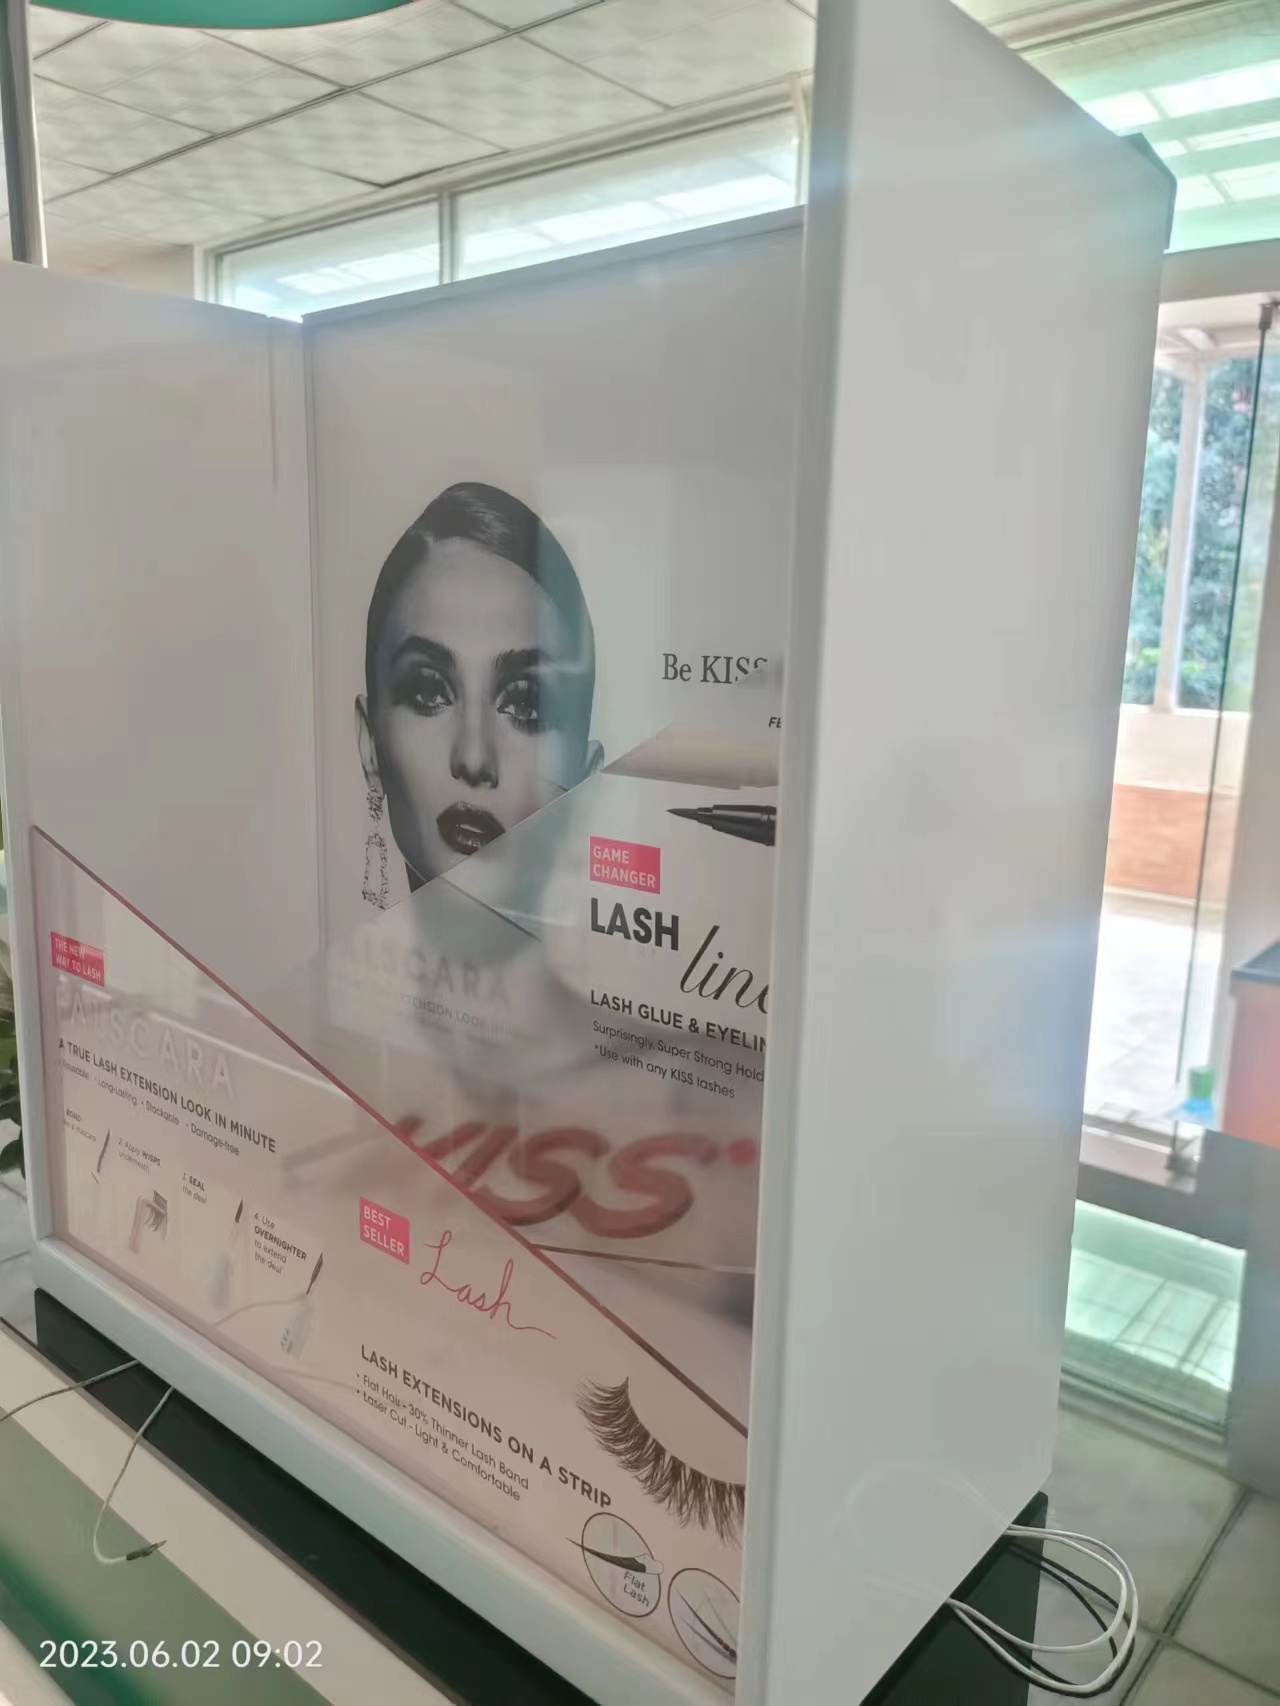 Be KISS
GAME
CHANGER
LASH
line
LASH GLUE & EYELIN
Surprisingly, Super Strong Hold
*Use with any KISS lashes
KISS
THE NEW
WAY TO LASH
FALSCARA
A TRUE LASH EXTENSION LOOK IN MINUTE
• Long-Lasting • Stackable • Damage-free
2. Apply WISPS
underneath
3. SEAL
the deal
4. Use
OVERNIGHTER
to extend
the deal
BEST
SELLER
Lash
LASH EXTENSIONS ON A STRIP
• Flat Hair - 30% Thinner Lash Band
• Laser Cut - Light & Comfortable
Flat
Lash
2023.06.02 09:02